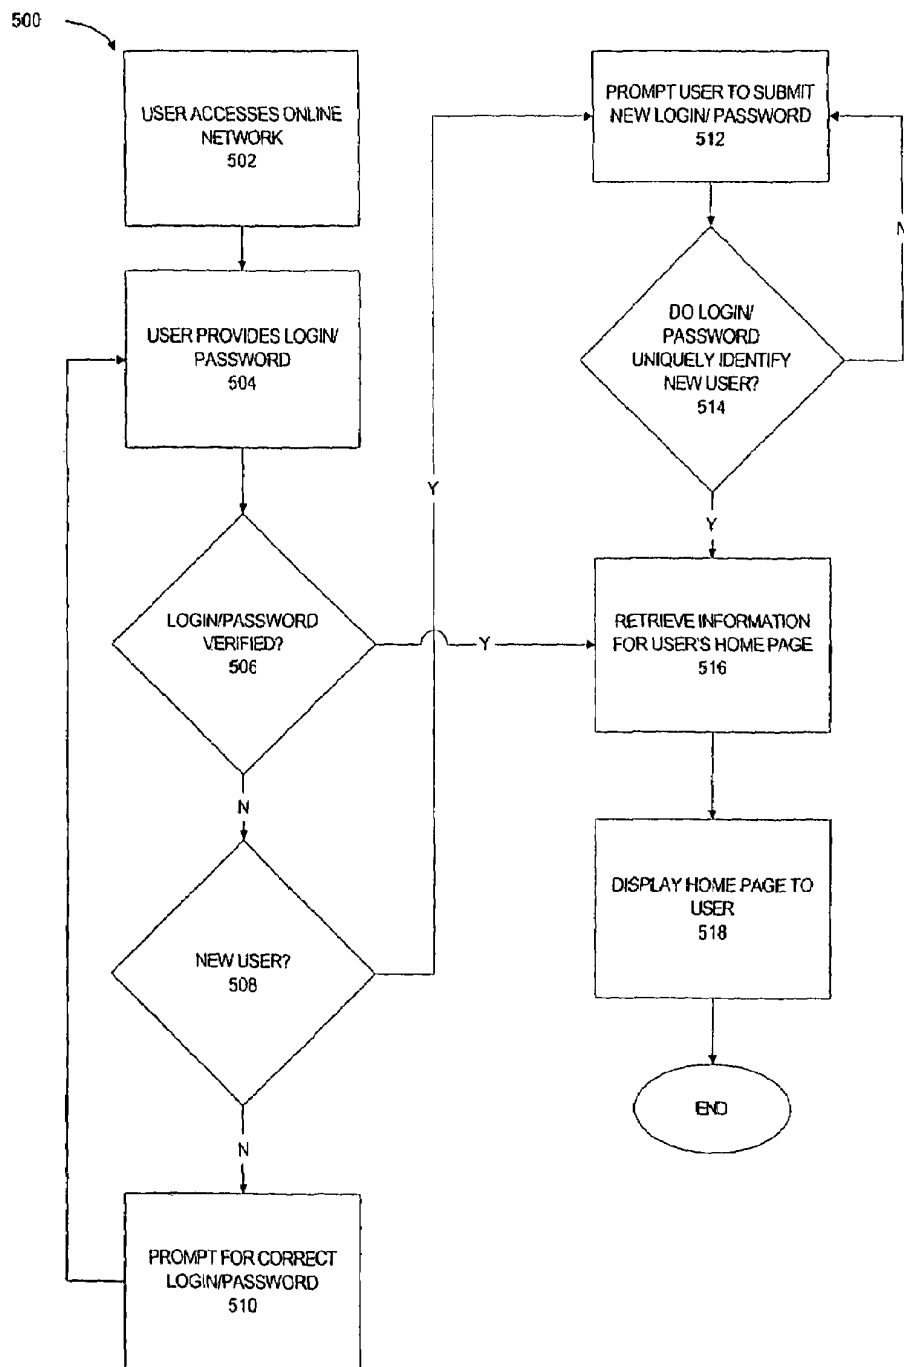 500
USER ACCESSES ONLINE
NETWORK
502
USER PROVIDES LOGIN/
PASSWORD
504
LOGIN/PASSWORD
VERIFIED?
506
Y
N
NEW USER?
508
Y
N
PROMPT FOR CORRECT
LOGIN/PASSWORD
510
PROMPT USER TO SUBMIT
NEW LOGIN/ PASSWORD
512
DO LOGIN/
PASSWORD
UNIQUELY IDENTIFY
NEW USER?
514
N
Y
RETRIEVE INFORMATION
FOR USER'S HOME PAGE
516
DISPLAY HOME PAGE TO
USER
518
END